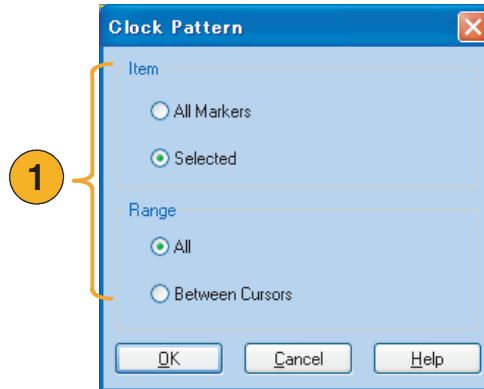 Clock Pattern
Item
All Markers
Selected
1
Range
All
Between Cursors
OK Cancel Help